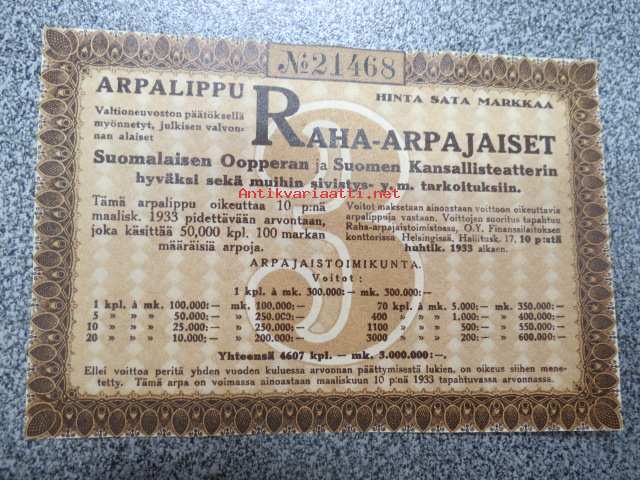 № 21468
ARPALIPPU
HINTA SATA MARKKAA
Valtioneuvoston päätöksellä
myönnetyt, julkisen valvon-
nan alaiset
RAHA-ARPAJAISET
Suomalaisen Oopperan ja Suomen Kansallisteatterin
hyväksi sekä muihin sivistys- y.m. tarkoituksiin.
Antikvariaatti.net
Tämä arpalippu oikeuttaa 10 p:nä
maalisk. 1933 pidettävään arvontaan,
joka käsittää 50,000 kpl. 100 markan
määräisiä arpoja.
Voitot maksetaan ainoastaan voittoon oikeuttavia
arpalippuja vastaan. Voittojen suoritus tapahtuu
Raha-arpajaistoimistossa, O.Y. Finanssilaitoksen
konttorissa Helsingissä, Hallitusk. 17, 10 p:stä
huhtik. 1933 alkaen.
ARPAJAISTOIMIKUNTA.
Voitot:
1 kpl. à mk. 300.000:— mk. 300.000:—
1 kpl. à mk. 100.000:— mk. 100.000:— 70 kpl. à mk. 5.000:— mk. 350.000:—
5 » » » 50.000:— » 250.000:— 400 » » » 1.000:— » 400.000:—
10 » » » 25.000:— » 250.000:— 1100 » » » 500:— » 550.000:—
20 » » » 10.000:— » 200.000:— 3000 » » » 200:— » 600.000:—
Yhteensä 4607 kpl. — mk. 3.000.000:—.
Ellei voittoa peritä yhden vuoden kuluessa arvonnan päättymisestä lukien, on oikeus siihen mene-
tetty. Tämä arpa on voimassa ainoastaan maaliskuun 10 p:nä 1933 tapahtuvassa arvonnassa.